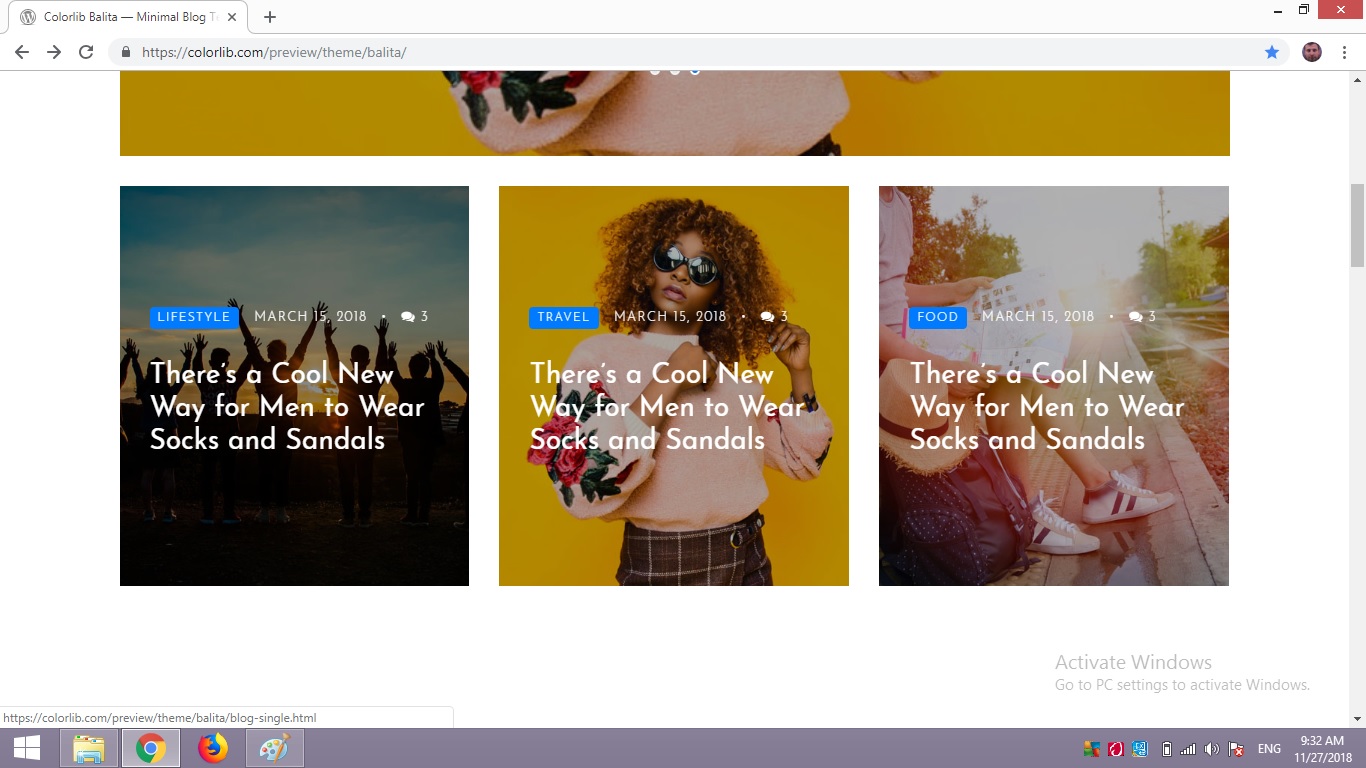 Colorlib Balita — Minimal Blog T
https://colorlib.com/preview/theme/balita/
LIFESTYLE MARCH 15, 2018 • 3
There's a Cool New
Way for Men to Wear
Socks and Sandals
TRAVEL MARCH 15, 2018 • 3
There's a Cool New
Way for Men to Wear
Socks and Sandals
FOOD MARCH 15, 2018 • 3
There's a Cool New
Way for Men to Wear
Socks and Sandals
Activate Windows
Go to PC settings to activate Windows.
https://colorlib.com/preview/theme/balita/blog-single.html
ENG
9:32 AM
11/27/2018